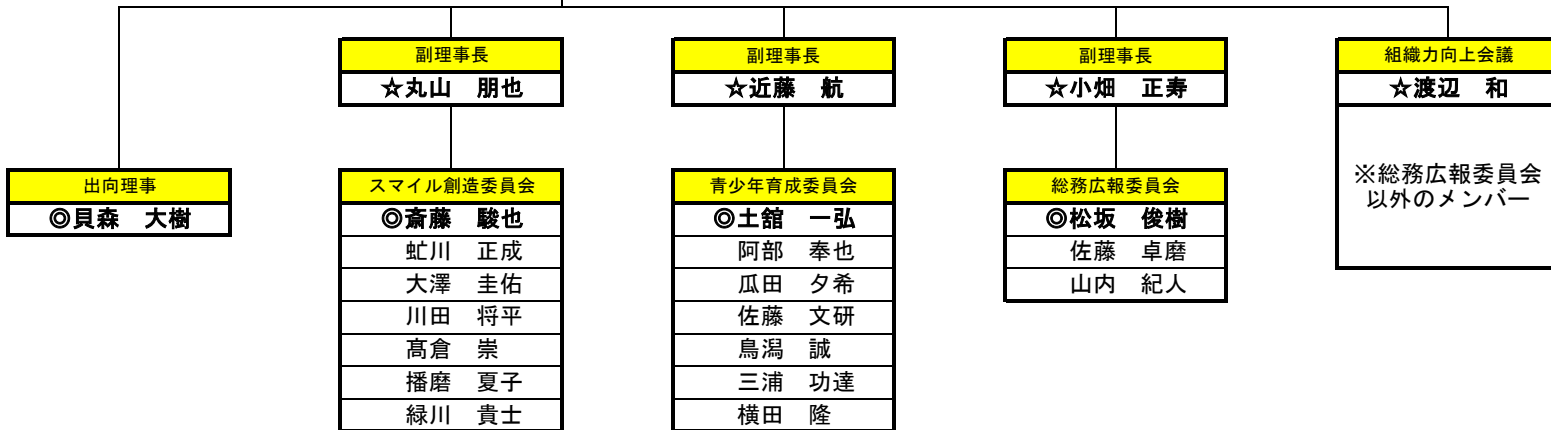 副理事長
☆丸山　朋也
副理事長
☆近藤　航
副理事長
☆小畑　正寿
組織力向上会議
☆渡辺　和
※総務広報委員会
以外のメンバー
出向理事
◎貝森　大樹
スマイル創造委員会
◎斎藤　駿也
虻川　正成
大澤　圭佑
川田　将平
髙倉　崇
播磨　夏子
緑川　貴士
青少年育成委員会
◎土舘　一弘
阿部　奉也
瓜田　夕希
佐藤　文研
鳥潟　誠
三浦　功達
横田　隆
総務広報委員会
◎松坂　俊樹
佐藤　卓磨
山内　紀人